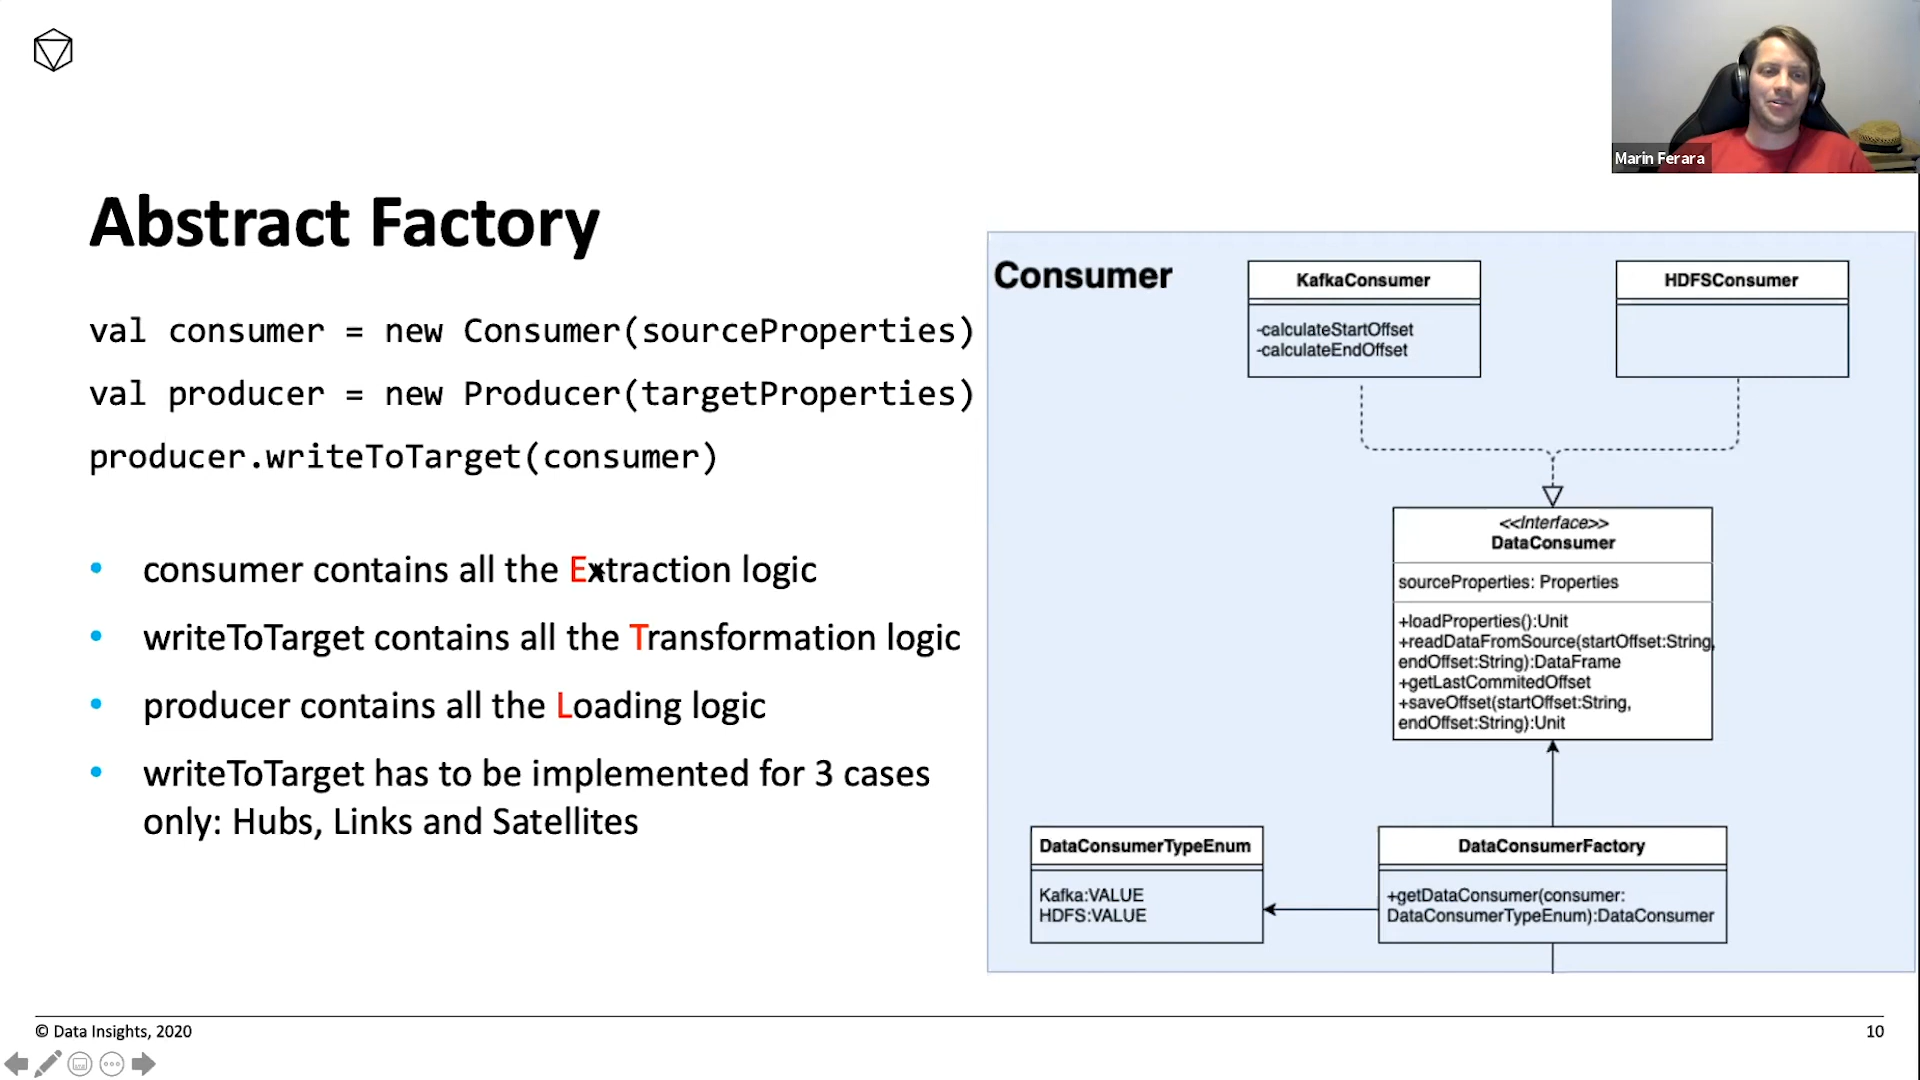 Marin Ferara
Abstract Factory
val consumer = new Consumer(sourceProperties)
val producer = new Producer(targetProperties)
producer.writeToTarget(consumer)
• consumer contains all the Extraction logic
• writeToTarget contains all the Transformation logic
• producer contains all the Loading logic
• writeToTarget has to be implemented for 3 cases
only: Hubs, Links and Satellites
Consumer
KafkaConsumer
-calculateStartOffset
-calculateEndOffset
HDFSConsumer
<<Interface>>
DataConsumer
sourceProperties: Properties
+loadProperties():Unit
+readDataFromSource(startOffset:String,
endOffset:String):DataFrame
+getLastCommitedOffset
+saveOffset(startOffset:String,
endOffset:String):Unit
DataConsumerTypeEnum
Kafka:VALUE
HDFS:VALUE
DataConsumerFactory
+getDataConsumer(consumer:
DataConsumerTypeEnum):DataConsumer
© Data Insights, 2020
10